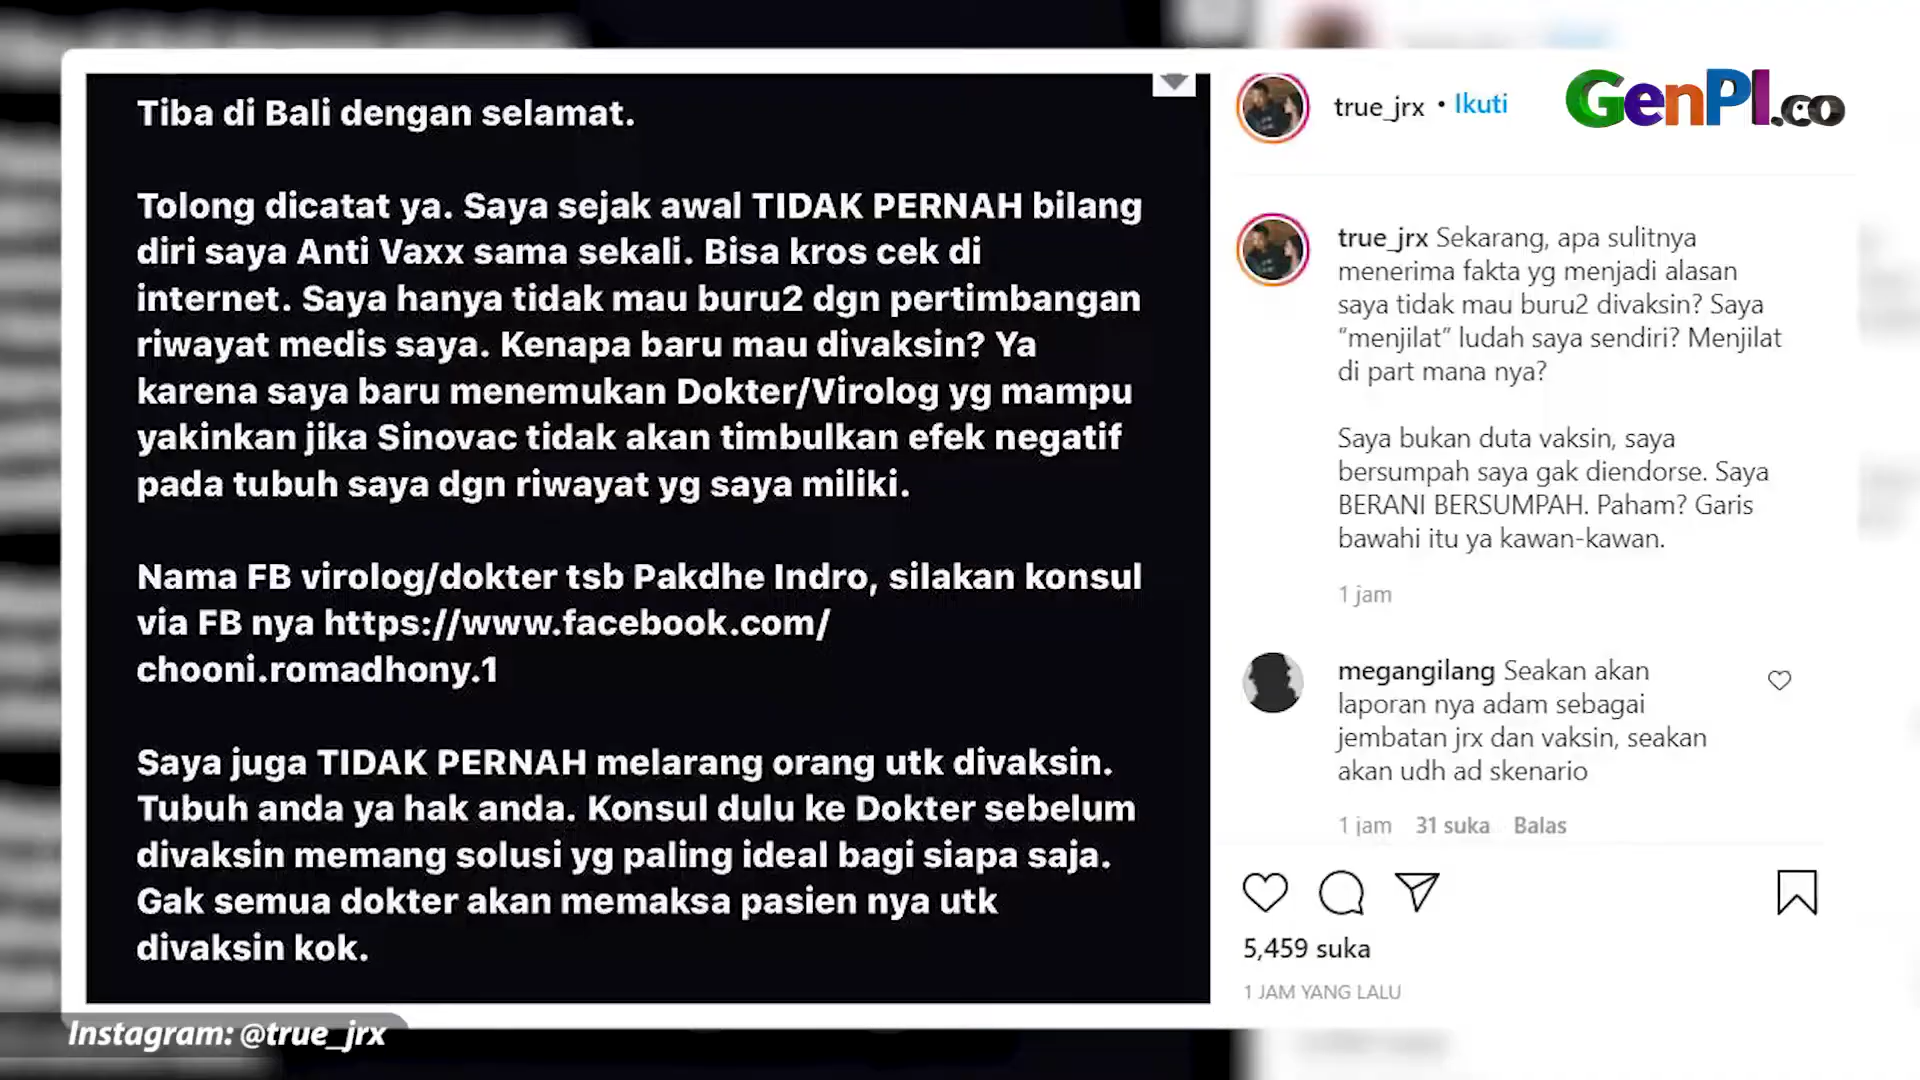 Tiba di Bali dengan selamat.
Tolong dicatat ya. Saya sejak awal TIDAK PERNAH bilang
diri saya Anti Vaxx sama sekali. Bisa kros cek di
internet. Saya hanya tidak mau buru2 dgn pertimbangan
riwayat medis saya. Kenapa baru mau divaksin? Ya
karena saya baru menemukan Dokter/Virolog yg mampu
yakinkan jika Sinovac tidak akan timbulkan efek negatif
pada tubuh saya dgn riwayat yg saya miliki.
Nama FB virolog/dokter tsb Pakdhe Indro, silakan konsul
via FB nya https://www.facebook.com/
chooni.romadhony.1
Saya juga TIDAK PERNAH melarang orang utk divaksin.
Tubuh anda ya hak anda. Konsul dulu ke Dokter sebelum
divaksin memang solusi yg paling ideal bagi siapa saja.
Gak semua dokter akan memaksa pasien nya utk
divaksin kok.
true_jrx • Ikuti
GenPI.co
true_jrx Sekarang, apa sulitnya
menerima fakta yg menjadi alasan
saya tidak mau buru2 divaksin? Saya
“menjilat” ludah saya sendiri? Menjilat
di part mana nya?
Saya bukan duta vaksin, saya
bersumpah saya gak diendorse. Saya
BERANI BERSUMPAH. Paham? Garis
bawahi itu ya kawan-kawan.
1 jam
megangilang Seakan akan
laporan nya adam sebagai
jembatan jrx dan vaksin, seakan
akan udh ad skenario
1 jam 31 suka Balas
5,459 suka
1 JAM YANG LALU
Instagram: @true_jrx